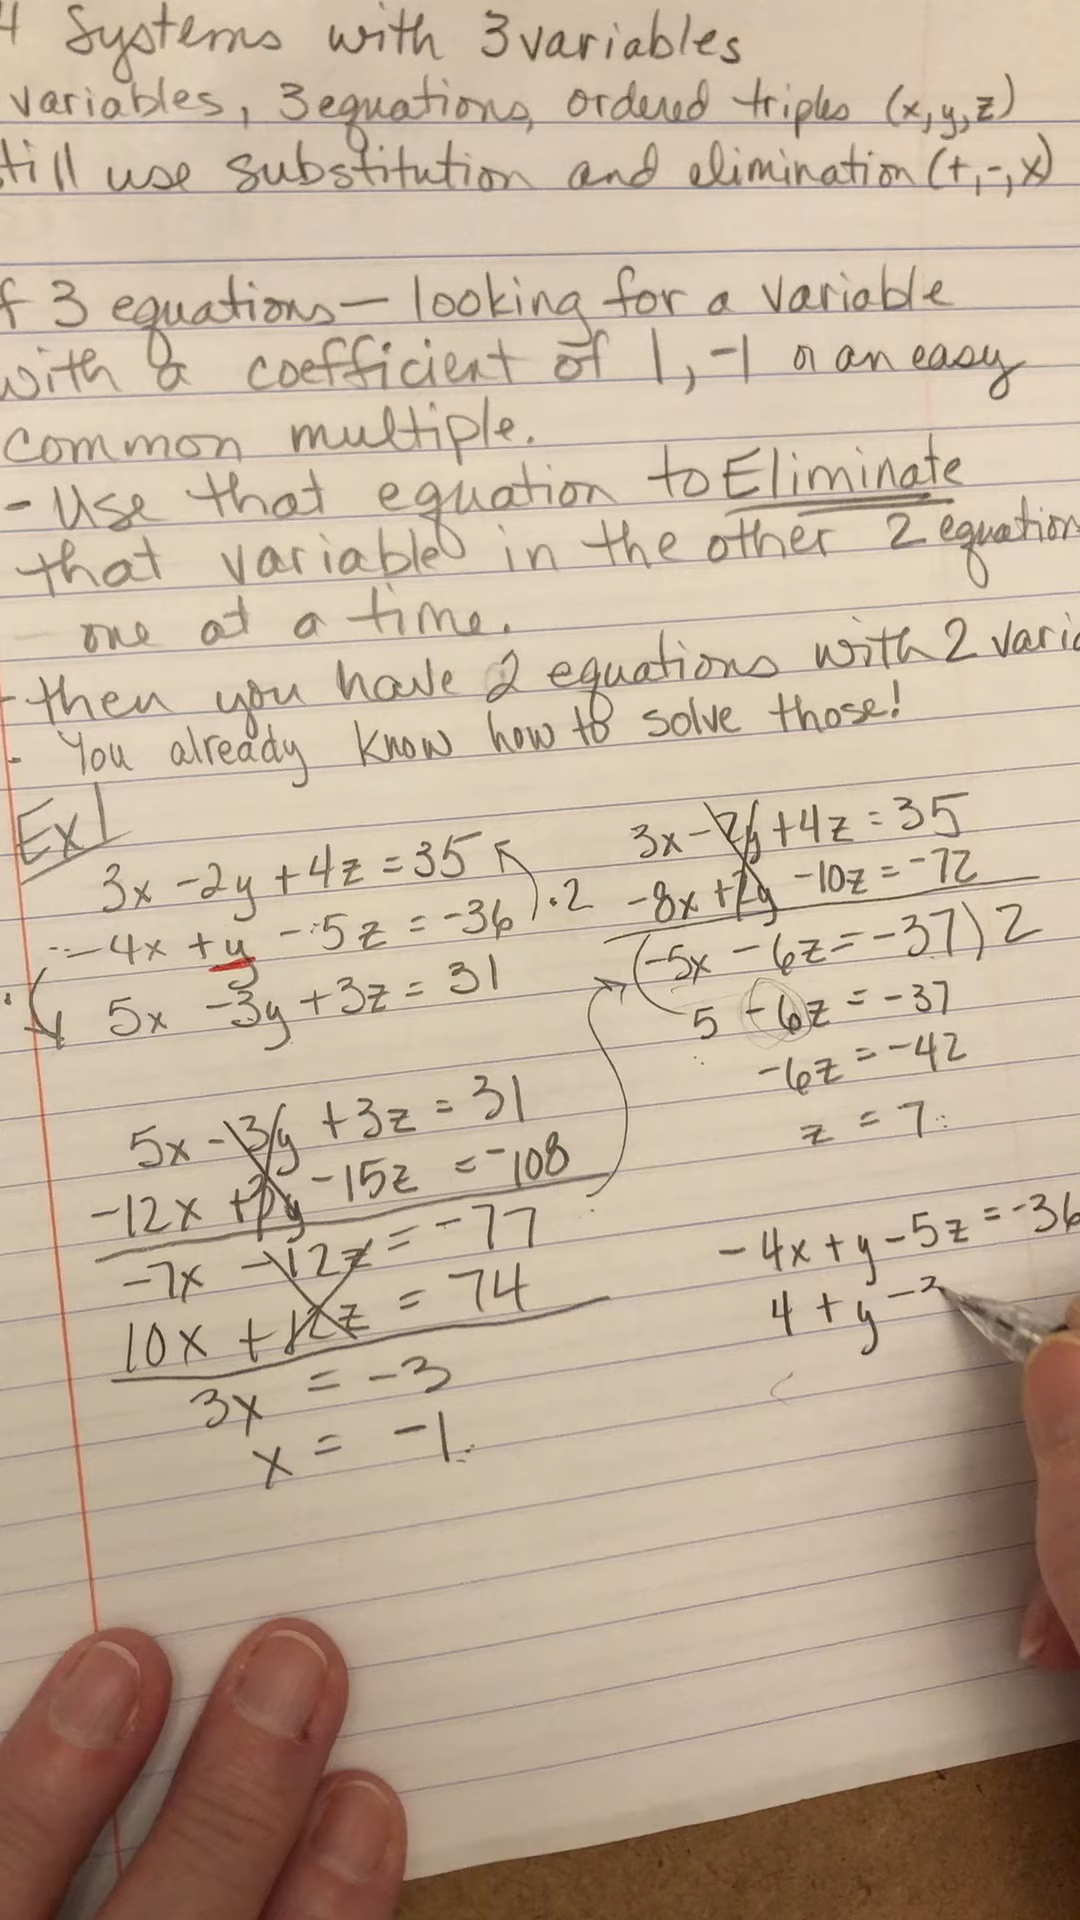 4 Systems with 3 variables
variables, 3 equations, ordered triples (x,y,z)
till use substitution and elimination (+,-,x)
f 3 equations — looking for a variable
with a coefficient of 1, -1 or an easy
common multiple.
- Use that equation to Eliminate
that variable in the other 2 equation
one at a time.
- then you have 2 equations with 2 varia
- You already know how to solve those!
Ex 1
3x -2y +4z = 35
-4x +y -5z = -36 ) ·2
5x -3y +3z = 31
5x -3y +3z = 31
-12x +3y -15z = -108
-7x -12z = -77
10x +12z = 74
3x = -3
x = -1
3x -2y +4z = 35
-8x +2y -10z = -72
(-5x -6z = -37) 2
5 -6z = -37
-6z = -42
z = 7
-4x + y -5z = -36
4 + y -3